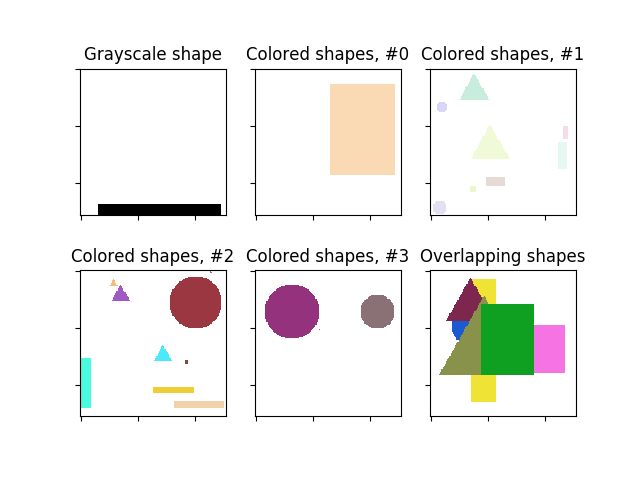 Grayscale shape
Colored shapes, #0
Colored shapes, #1
Colored shapes, #2
Colored shapes, #3
Overlapping shapes